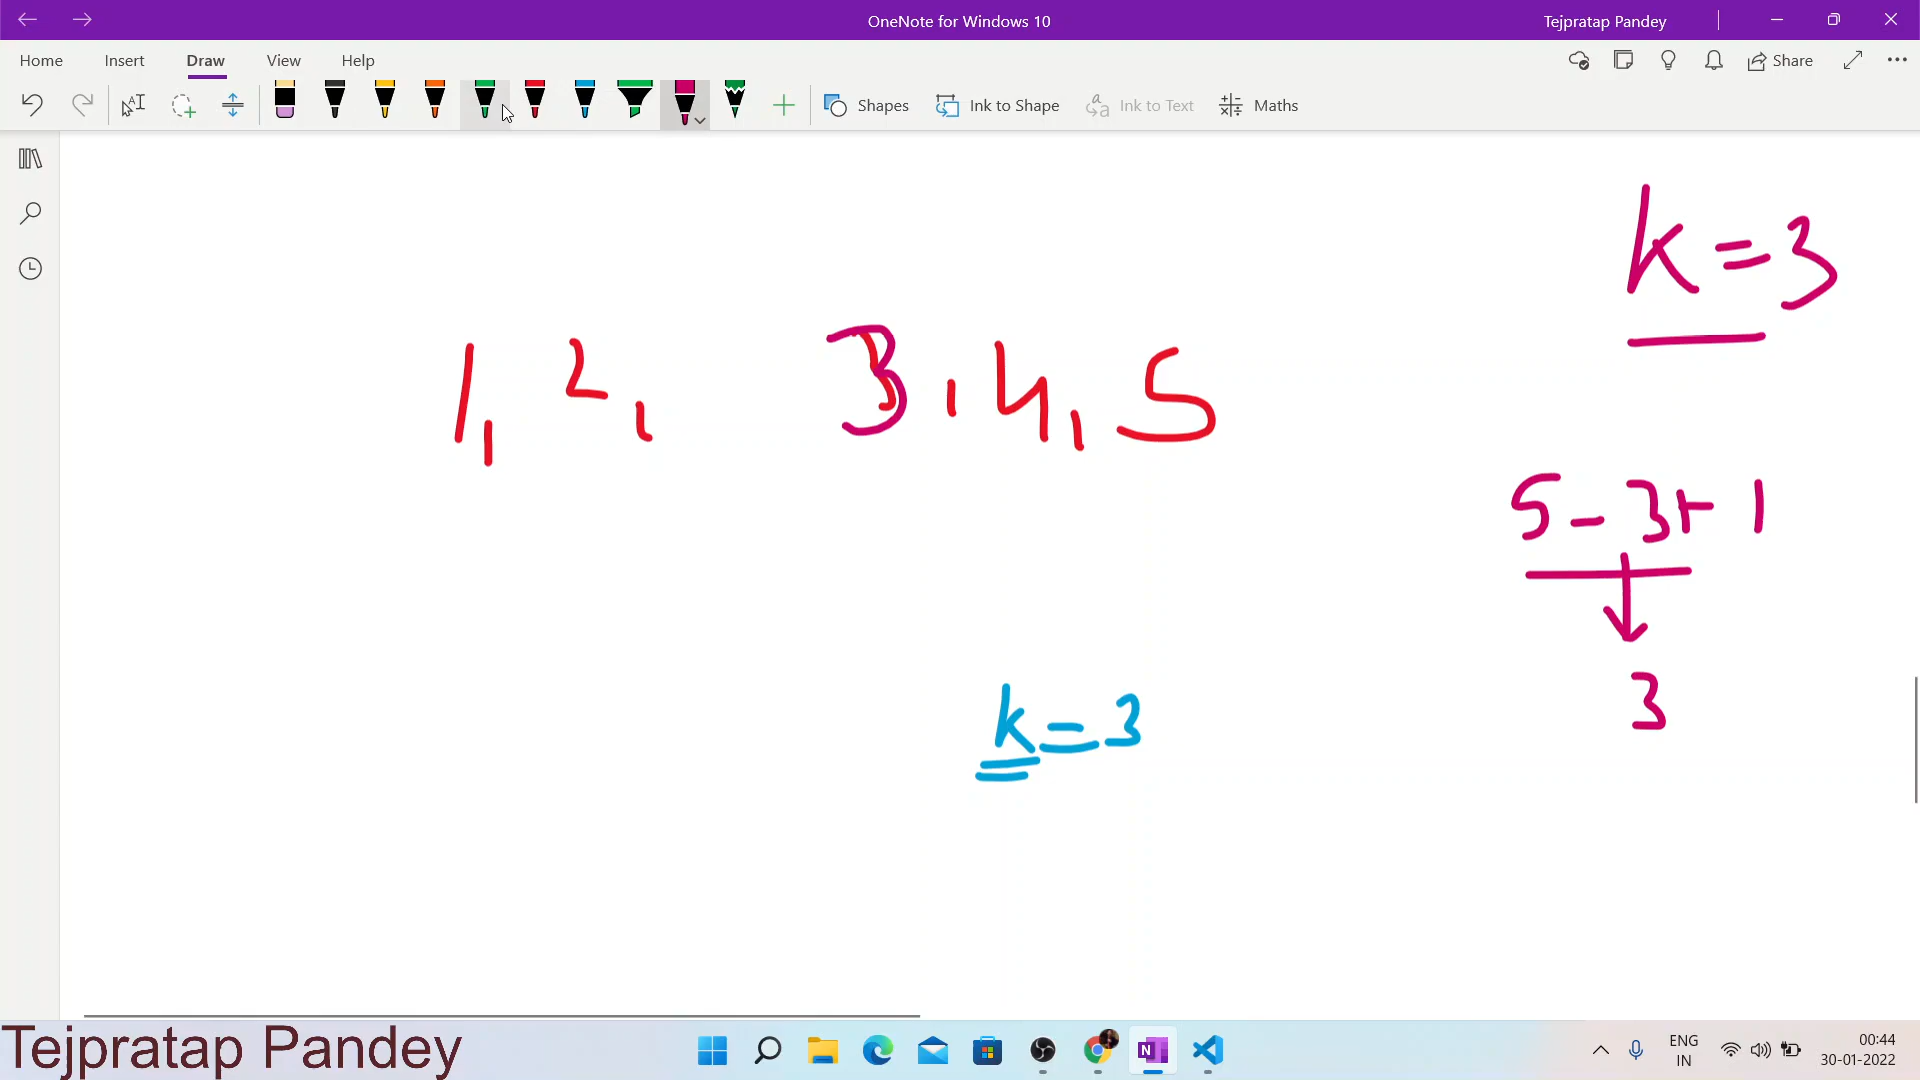 OneNote for Windows 10
Tejpratap Pandey
Home Insert Draw View Help
Share
Shapes Ink to Shape Ink to Text Maths
k=3
1, 2, 3, 4, 5
5-3+1
3
k=3
Tejpratap Pandey
ENG
IN
00:44
30-01-2022